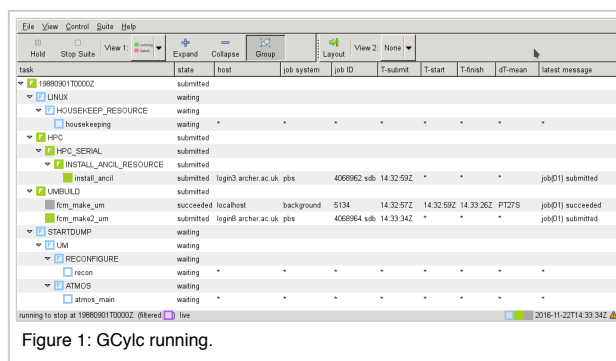 File View Control Suite Help
Hold Stop Suite View 1: running failed Expand Collapse Group Layout View 2: None
task state host job system job ID T-submit T-start T-finish dT-mean latest message
F 19880901T0000Z submitted
F LINUX waiting
F HOUSEKEEP_RESOURCE waiting
housekeeping waiting * * * * * * * *
F HPC submitted
F HPC_SERIAL submitted
F INSTALL_ANCIL_RESOURCE submitted
install_ancil submitted login3.archer.ac.uk pbs 4068962.sdb 14:32:59Z * * * job(01) submitted
F UMBUILD submitted
fcm_make_um succeeded localhost background 5134 14:32:57Z 14:32:59Z 14:33:26Z PT27S job(01) succeeded
fcm_make2_um submitted login8.archer.ac.uk pbs 4068964.sdb 14:33:34Z * * * job(01) submitted
F STARTDUMP waiting
F UM waiting
F RECONFIGURE waiting
recon waiting * * * * * * * *
F ATMOS waiting
atmos_main waiting * * * * * * * *
running to stop at 19880901T0000Z (filtered: ) live 2016-11-22T14:33:34Z
Figure 1: GCylc running.